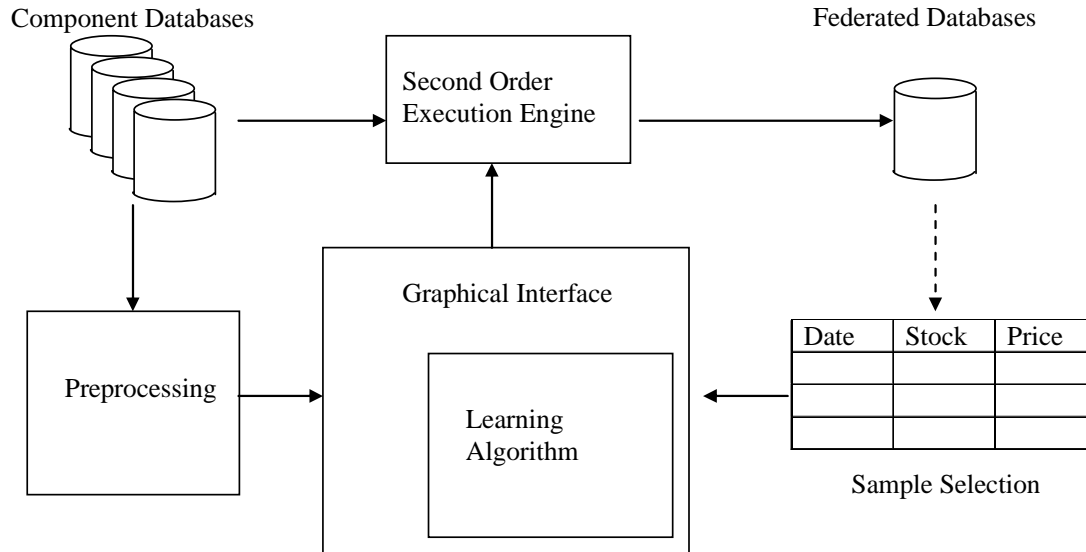 Component Databases
Federated Databases
Second Order
Execution Engine
Graphical Interface
Date Stock Price
Preprocessing
Learning
Algorithm
Sample Selection